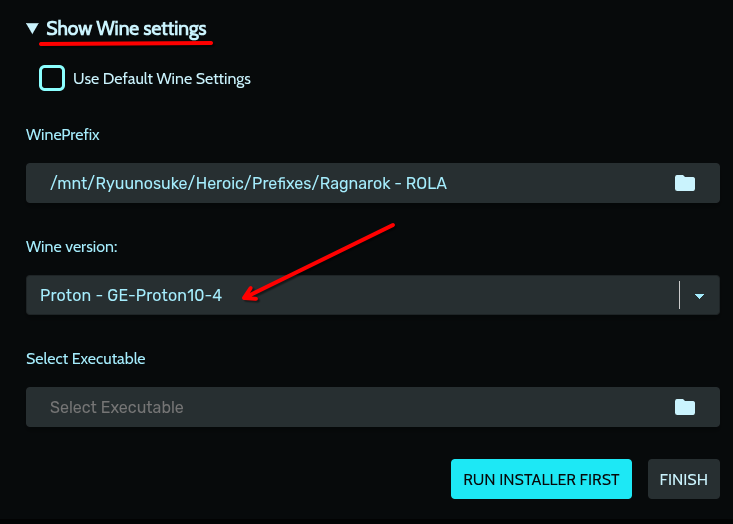 Show Wine settings
Use Default Wine Settings
WinePrefix
/mnt/Ryuunosuke/Heroic/Prefixes/Ragnarok - ROLA
Wine version:
Proton - GE-Proton10-4
Select Executable
Select Executable
RUN INSTALLER FIRST
FINISH